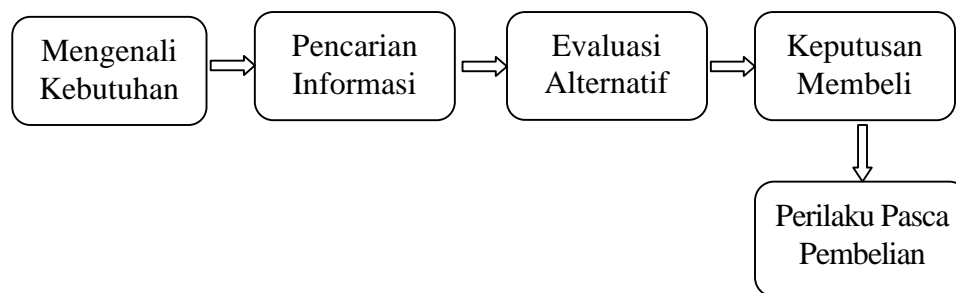 Mengenali
Kebutuhan
Pencarian
Informasi
Evaluasi
Alternatif
Keputusan
Membeli
Perilaku Pasca
Pembelian